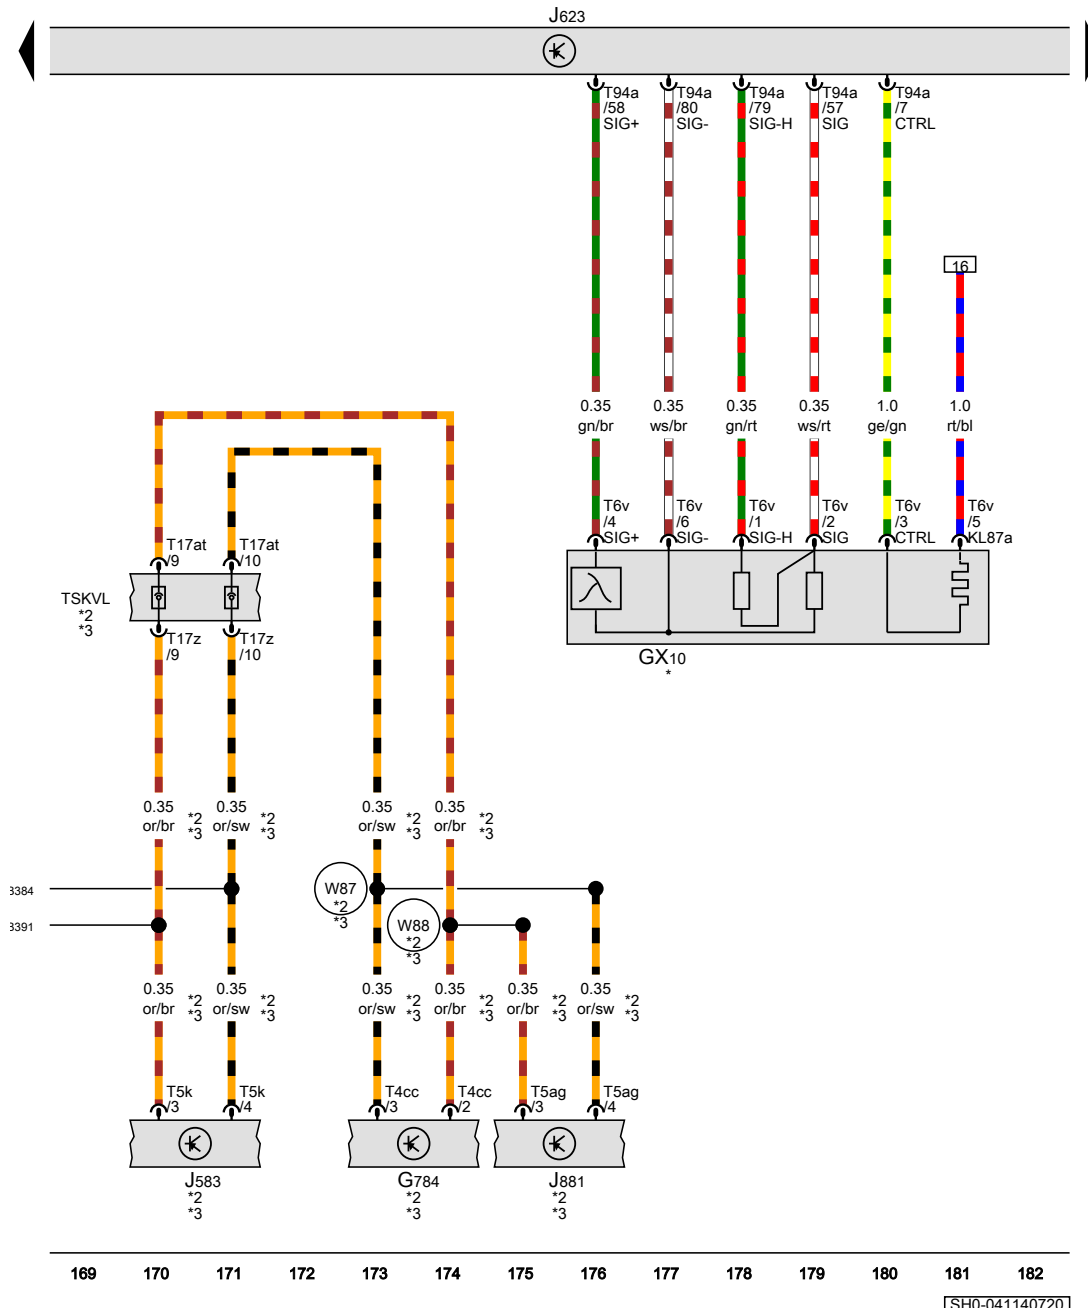 J623
T94a T94a T94a T94a T94a
/58 /80 /79 /57 /7
SIG+ SIG- SIG-H SIG CTRL
16
0.35 0.35 0.35 0.35 1.0 1.0
gn/br ws/br gn/rt ws/rt ge/gn rt/bl
T6v T6v T6v T6v T6v T6v
/4 /6 /1 /2 /3 /5
SIG+ SIG- SIG-H SIG CTRL KL87a
T17at T17at
/9 /10
TSKVL
*2
*3
T17z T17z
/9 /10
GX10
*
0.35 0.35 0.35 0.35
or/br *2 or/sw *2 or/sw *2 or/br *2
*3 *3 *3 *3
3384
W87
*2
*3
3391
W88
*2
*3
0.35 0.35 0.35 0.35 0.35 0.35
or/br *2 or/sw *2 or/sw *2 or/br *2 or/br *2 or/sw *2
*3 *3 *3 *3 *3 *3
T5k T5k T4cc T4cc T5ag T5ag
/3 /4 /3 /2 /3 /4
J583 G784 J881
*2 *2 *2
*3 *3 *3
169 170 171 172 173 174 175 176 177 178 179 180 181 182
SH0-041140720